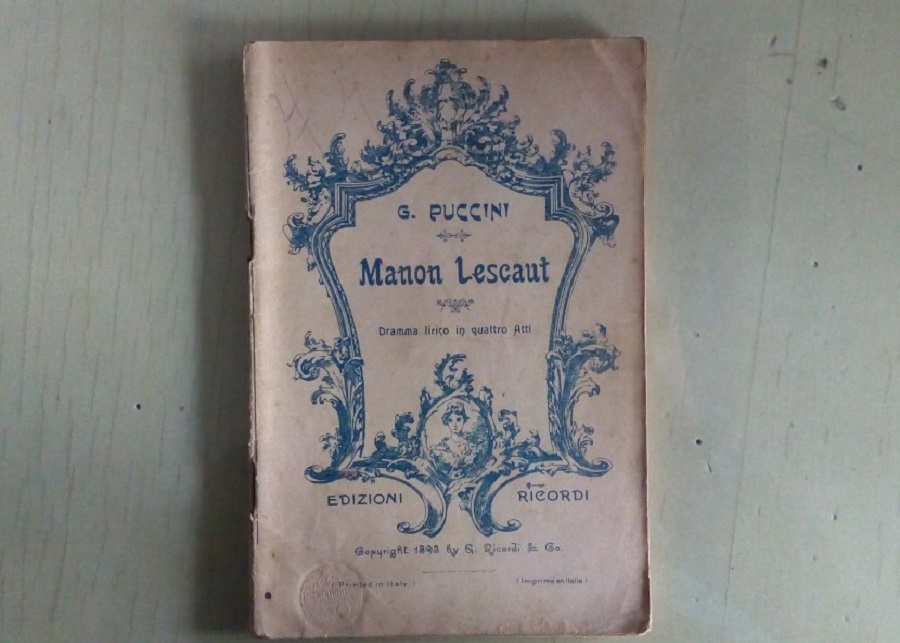 G. PUCCINI
Manon Lescaut
Dramma lirico in quattro Atti
EDIZIONI RICORDI
Copyright 1893 by G. Ricordi & Co.
(Printed in Italy) (Imprimé en Italie)